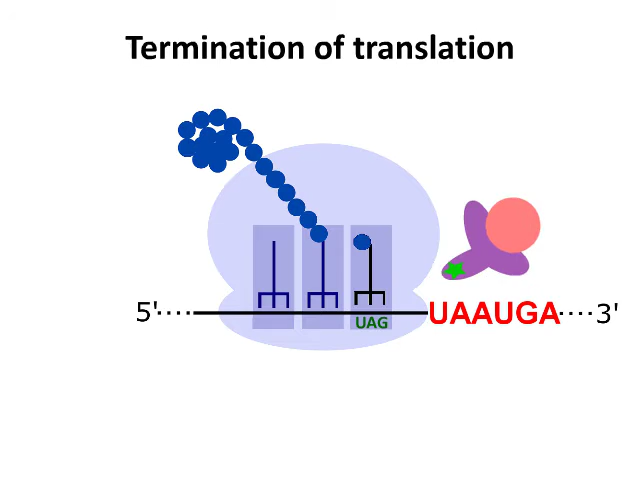 Termination of translation
5' UAAUGA 3'
UAG